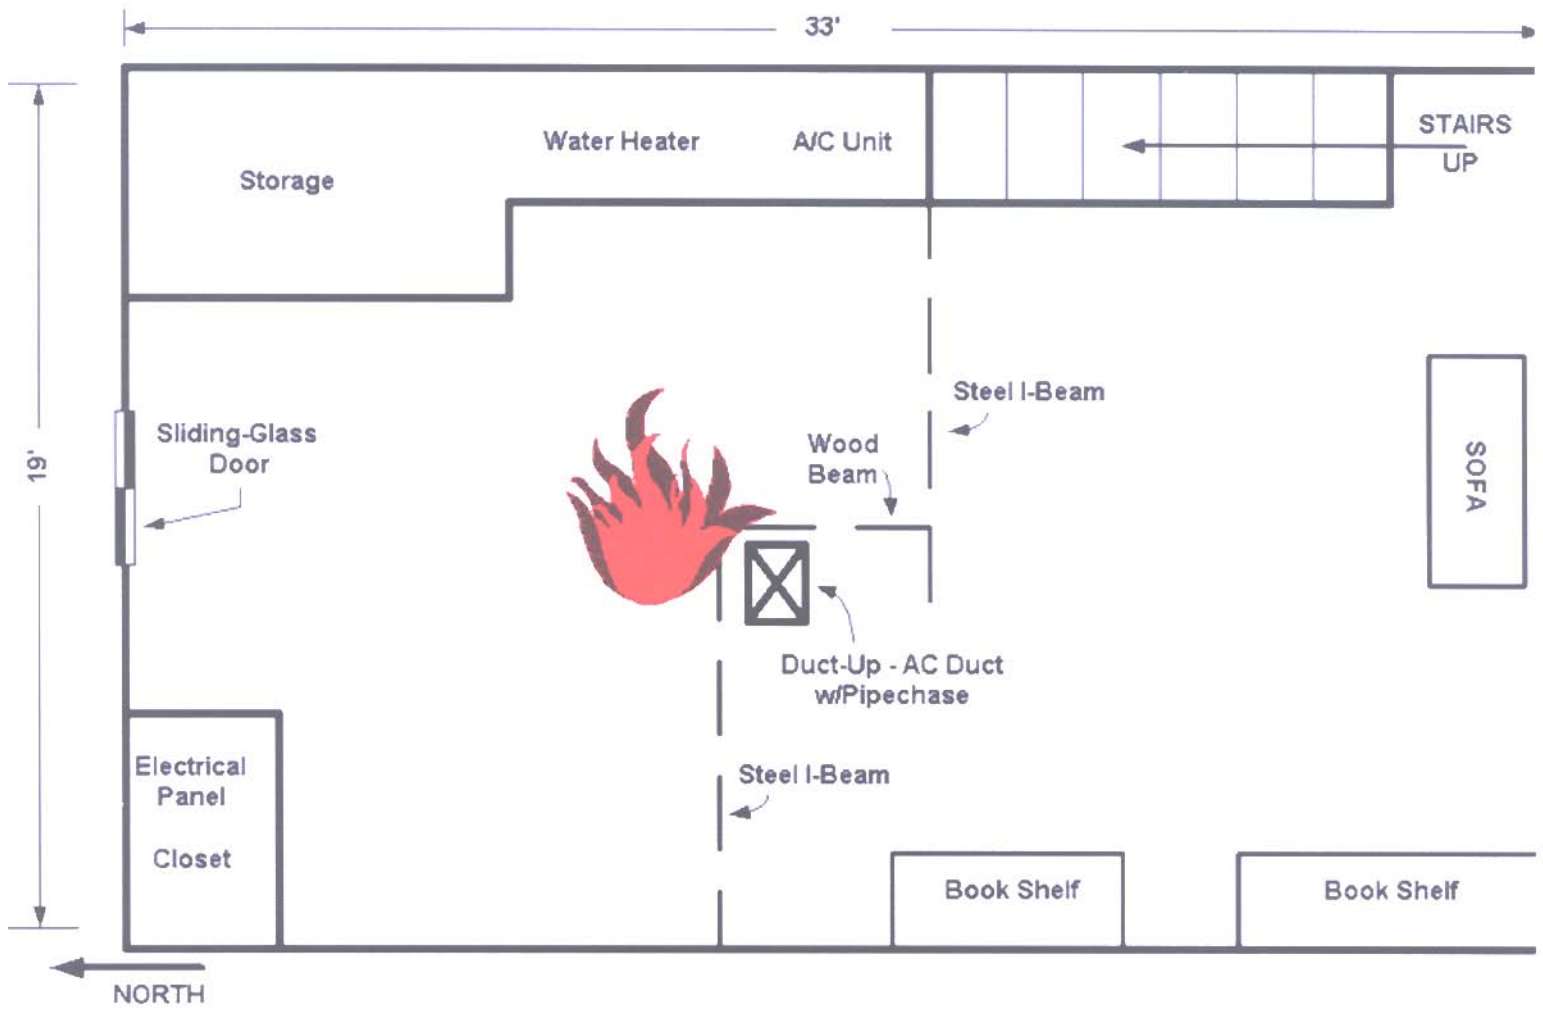 33'
STAIRS
UP
Water Heater
A/C Unit
Storage
Steel I-Beam
Sliding-Glass
Door
Wood
Beam
19'
SOFA
Duct-Up - AC Duct
w/Pipechase
Electrical
Panel
Closet
Steel I-Beam
Book Shelf
Book Shelf
NORTH